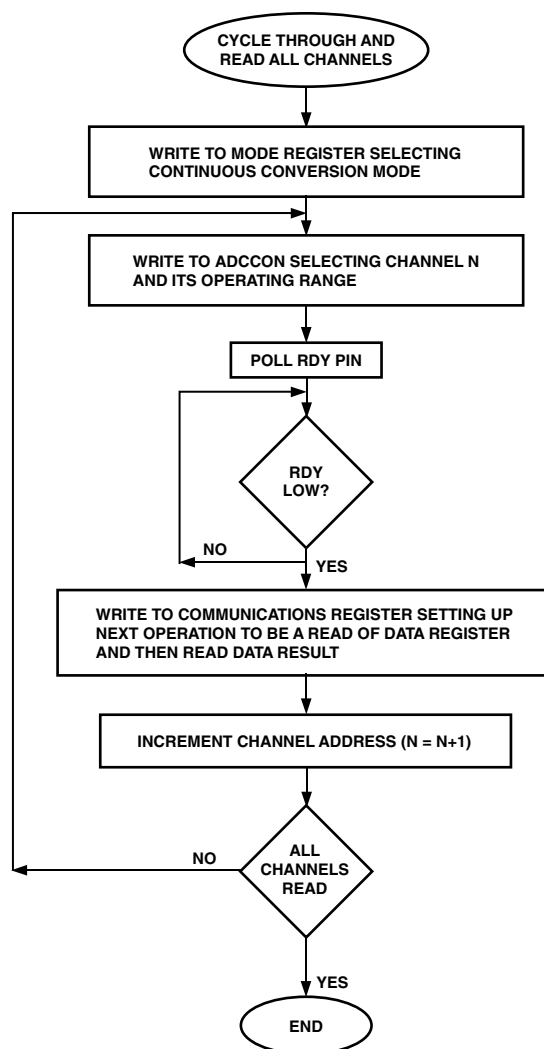 CYCLE THROUGH AND
READ ALL CHANNELS
WRITE TO MODE REGISTER SELECTING
CONTINUOUS CONVERSION MODE
WRITE TO ADCCON SELECTING CHANNEL N
AND ITS OPERATING RANGE
POLL RDY PIN
RDY
LOW?
NO
YES
WRITE TO COMMUNICATIONS REGISTER SETTING UP
NEXT OPERATION TO BE A READ OF DATA REGISTER
AND THEN READ DATA RESULT
INCREMENT CHANNEL ADDRESS (N = N+1)
NO
ALL
CHANNELS
READ
YES
END